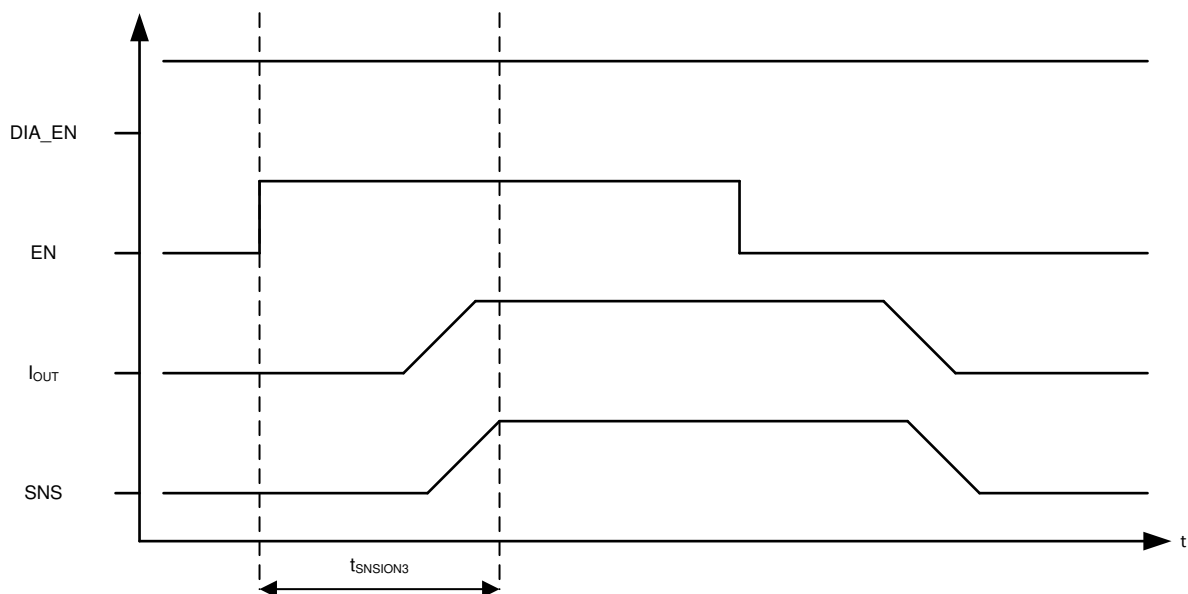 DIA_EN
EN
IOUT
SNS
t
tSNSION3